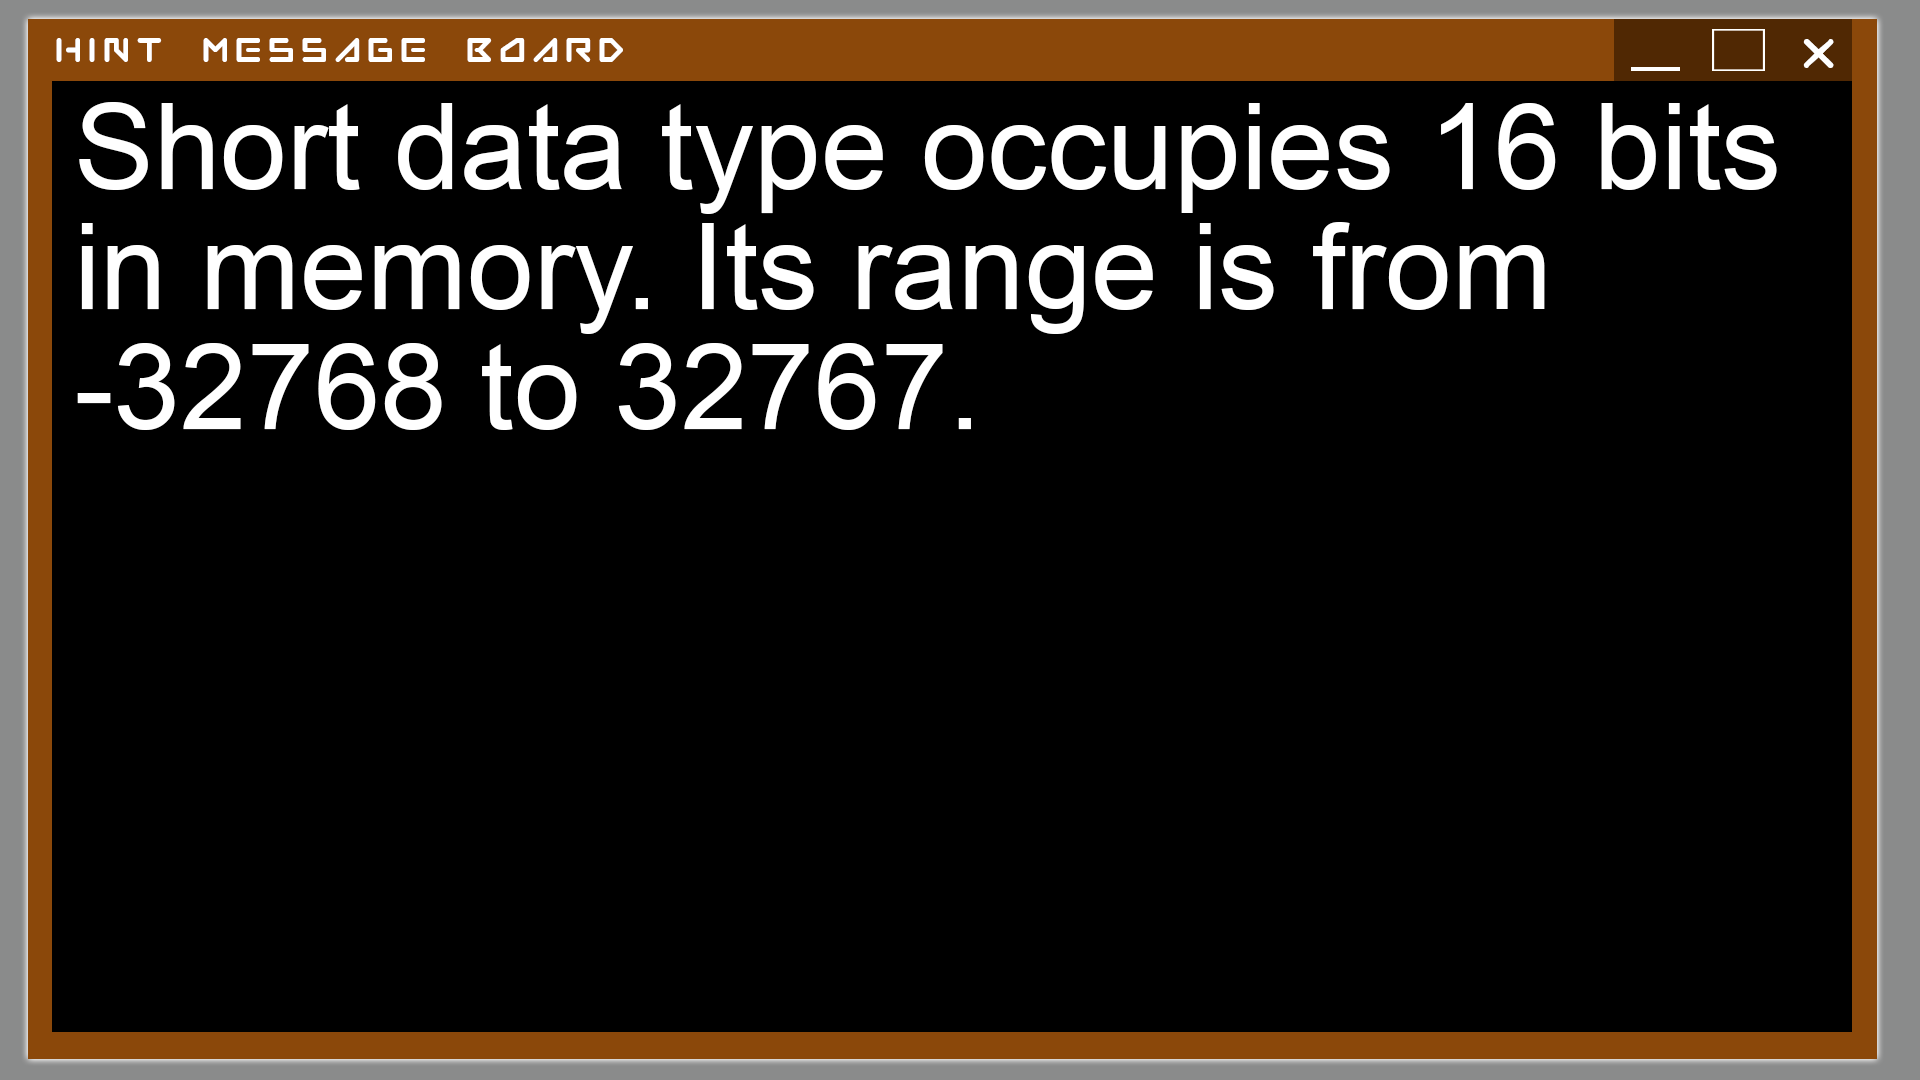 HINT MESSAGE BOARD
Short data type occupies 16 bits
in memory. Its range is from
-32768 to 32767.